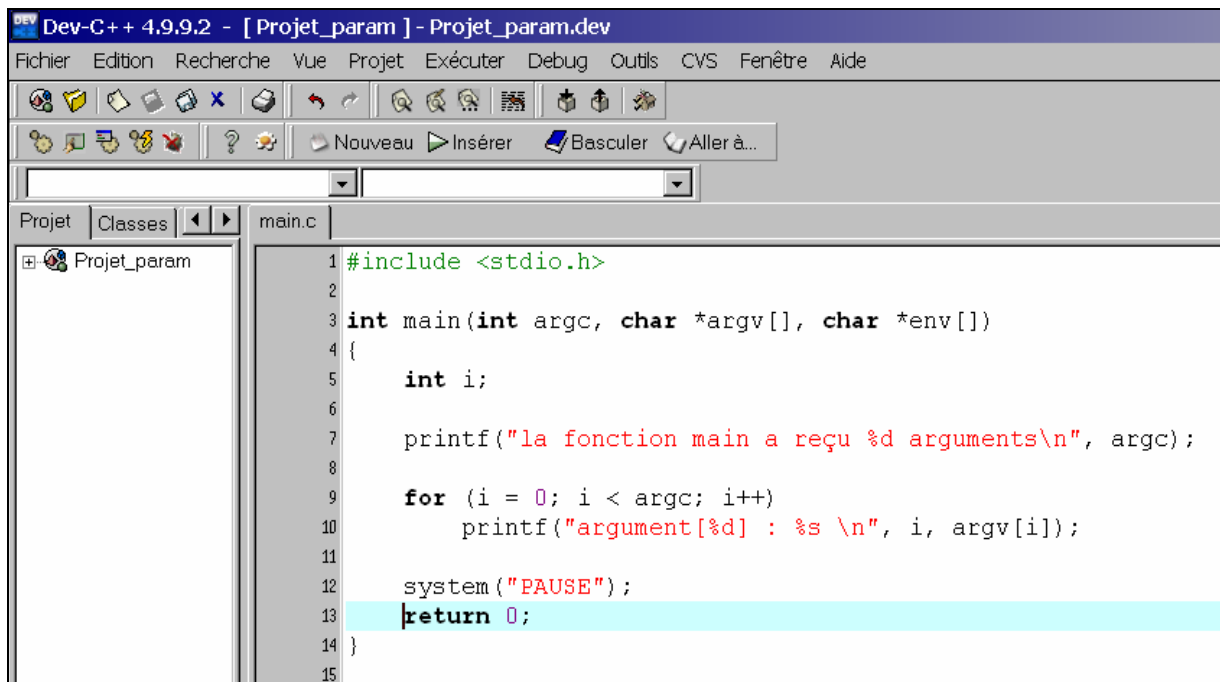 DEV Dev-C++ 4.9.9.2 - [ Projet_param ] - Projet_param.dev
Fichier Edition Recherche Vue Projet Exécuter Debug Outils CVS Fenêtre Aide
Nouveau Insérer Basculer Aller à...
Projet Classes main.c
Projet_param
1 #include <stdio.h>
2
3 int main(int argc, char *argv[], char *env[])
4 {
5     int i;
6
7     printf("la fonction main a reçu %d arguments\n", argc);
8
9     for (i = 0; i < argc; i++)
10         printf("argument[%d] : %s \n", i, argv[i]);
11
12     system("PAUSE");
13     return 0;
14 }
15